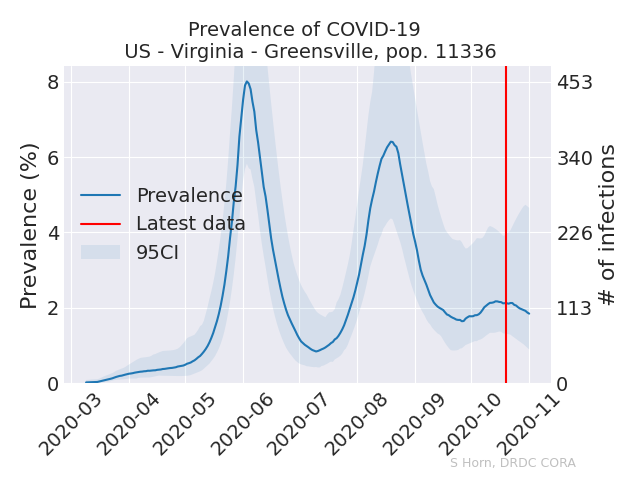 Prevalence of COVID-19
US - Virginia - Greensville, pop. 11336
Prevalence (%)
8
6
4
2
0
453
340
226
113
0
# of infections
Prevalence
Latest data
95CI
2020-03
2020-04
2020-05
2020-06
2020-07
2020-08
2020-09
2020-10
2020-11
S Horn, DRDC CORA